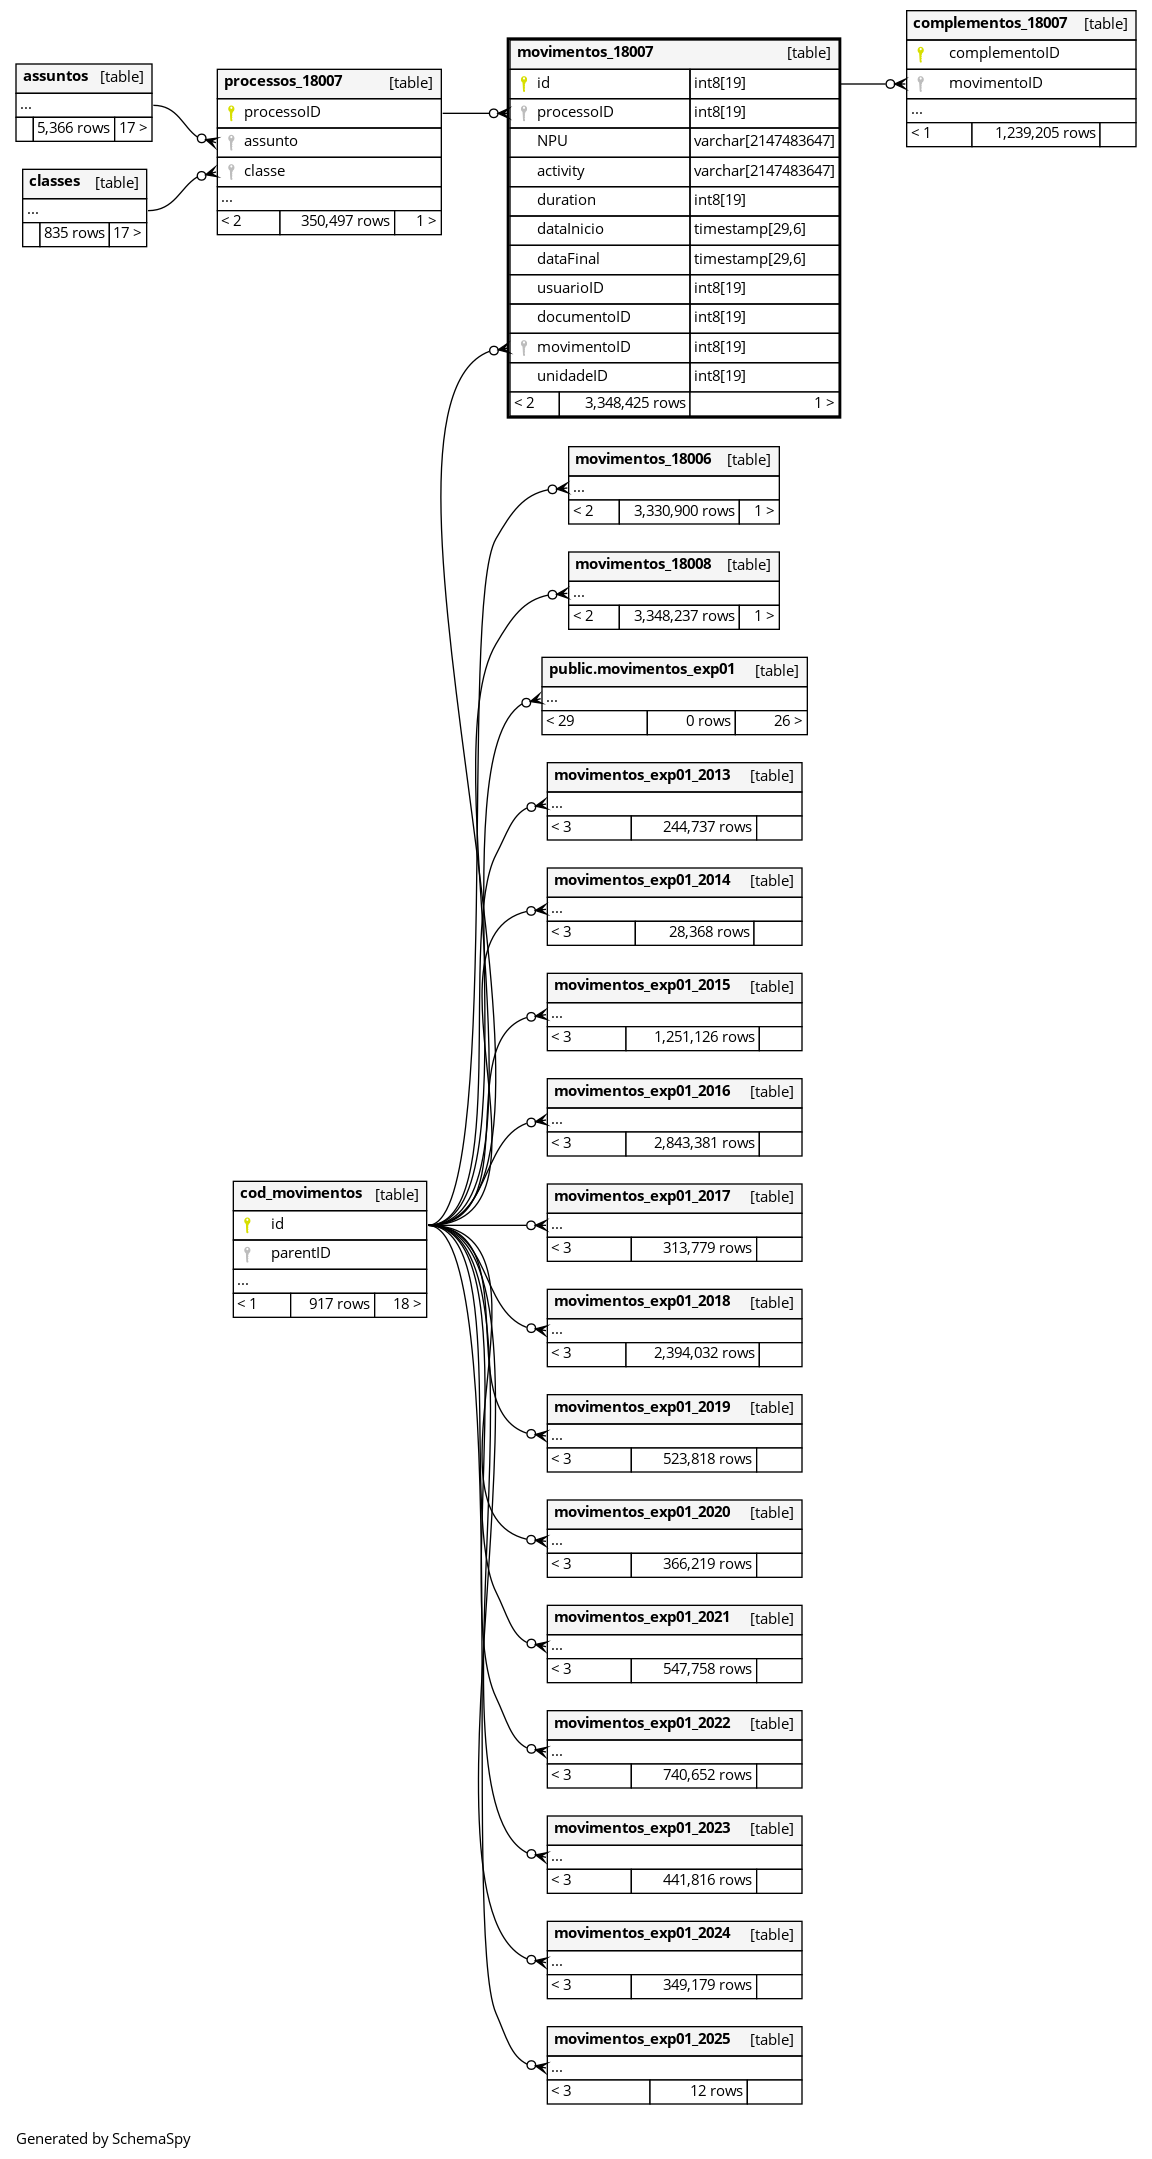 assuntos [table]
...
5,366 rows 17 >
classes [table]
...
835 rows 17 >
processos_18007 [table]
processoID
assunto
classe
...
< 2 350,497 rows 1 >
movimentos_18007 [table]
id int8[19]
processoID int8[19]
NPU varchar[2147483647]
activity varchar[2147483647]
duration int8[19]
dataInicio timestamp[29,6]
dataFinal timestamp[29,6]
usuarioID int8[19]
documentoID int8[19]
movimentoID int8[19]
unidadeID int8[19]
< 2 3,348,425 rows 1 >
complementos_18007 [table]
complementoID
movimentoID
...
< 1 1,239,205 rows
movimentos_18006 [table]
...
< 2 3,330,900 rows 1 >
movimentos_18008 [table]
...
< 2 3,348,237 rows 1 >
public.movimentos_exp01 [table]
...
< 29 0 rows 26 >
movimentos_exp01_2013 [table]
...
< 3 244,737 rows
movimentos_exp01_2014 [table]
...
< 3 28,368 rows
movimentos_exp01_2015 [table]
...
< 3 1,251,126 rows
movimentos_exp01_2016 [table]
...
< 3 2,843,381 rows
cod_movimentos [table]
id
parentID
...
< 1 917 rows 18 >
movimentos_exp01_2017 [table]
...
< 3 313,779 rows
movimentos_exp01_2018 [table]
...
< 3 2,394,032 rows
movimentos_exp01_2019 [table]
...
< 3 523,818 rows
movimentos_exp01_2020 [table]
...
< 3 366,219 rows
movimentos_exp01_2021 [table]
...
< 3 547,758 rows
movimentos_exp01_2022 [table]
...
< 3 740,652 rows
movimentos_exp01_2023 [table]
...
< 3 441,816 rows
movimentos_exp01_2024 [table]
...
< 3 349,179 rows
movimentos_exp01_2025 [table]
...
< 3 12 rows
Generated by SchemaSpy